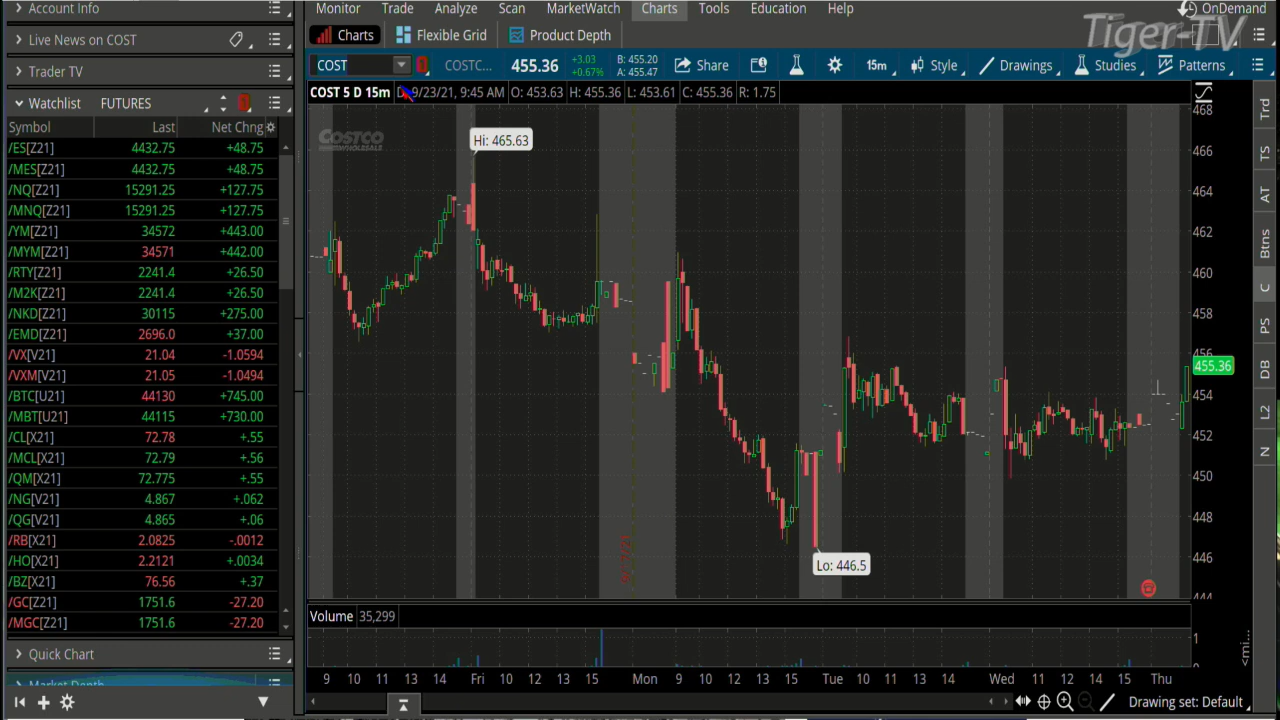 Account Info
Monitor Trade Analyze Scan MarketWatch Charts Tools Education Help
OnDemand
Tiger-TV
Live News on COST
Charts Flexible Grid Product Depth
Trader TV
COST COSTC... 455.36 +3.03 +0.67% B: 455.20 A: 455.47 Share 15m Style Drawings Studies Patterns
Watchlist FUTURES
COST 5 D 15m D: 9/23/21, 9:45 AM O: 453.63 H: 455.36 L: 453.61 C: 455.36 R: 1.75
Symbol Last Net Chng
/ES[Z21] 4432.75 +48.75
/MES[Z21] 4432.75 +48.75
/NQ[Z21] 15291.25 +127.75
/MNQ[Z21] 15291.25 +127.75
/YM[Z21] 34572 +443.00
/MYM[Z21] 34571 +442.00
/RTY[Z21] 2241.4 +26.50
/M2K[Z21] 2241.4 +26.50
/NKD[Z21] 30115 +275.00
/EMD[Z21] 2696.0 +37.00
/VX[V21] 21.04 -1.0594
/VXM[V21] 21.05 -1.0494
/BTC[U21] 44130 +745.00
/MBT[U21] 44115 +730.00
/CL[X21] 72.78 +.55
/MCL[X21] 72.79 +.56
/QM[X21] 72.775 +.55
/NG[V21] 4.867 +.062
/QG[V21] 4.865 +.06
/RB[X21] 2.0825 -.0012
/HO[X21] 2.2121 +.0034
/BZ[X21] 76.56 +.37
/GC[Z21] 1751.6 -27.20
/MGC[Z21] 1751.6 -27.20
Quick Chart
Market Depth
COSTCO
WHOLESALE
Hi: 465.63
Lo: 446.5
468
466
464
462
460
458
456
455.36
454
452
450
448
446
444
Volume 35,299
1
0
9 10 11 12 13 14 Fri 10 12 13 15 Mon 9 10 12 13 15 Tue 10 11 12 13 14 Wed 10 11 12 13 14 15 Thu
Drawing set: Default
Trd
TS
AT
Btns
C
PS
DB
L2
N
<mi...